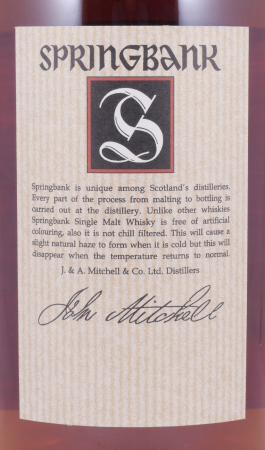 SPRINGBANK
S
Springbank is unique among Scotland's distilleries.
Every part of the process from malting to bottling is
carried out at the distillery. Unlike other whiskies
Springbank Single Malt Whisky is free of artificial
colouring, also it is not chill filtered. This will cause a
slight natural haze to form when it is cold but this will
disappear when the temperature returns to normal.
J. & A. Mitchell & Co. Ltd. Distillers
John Mitchell